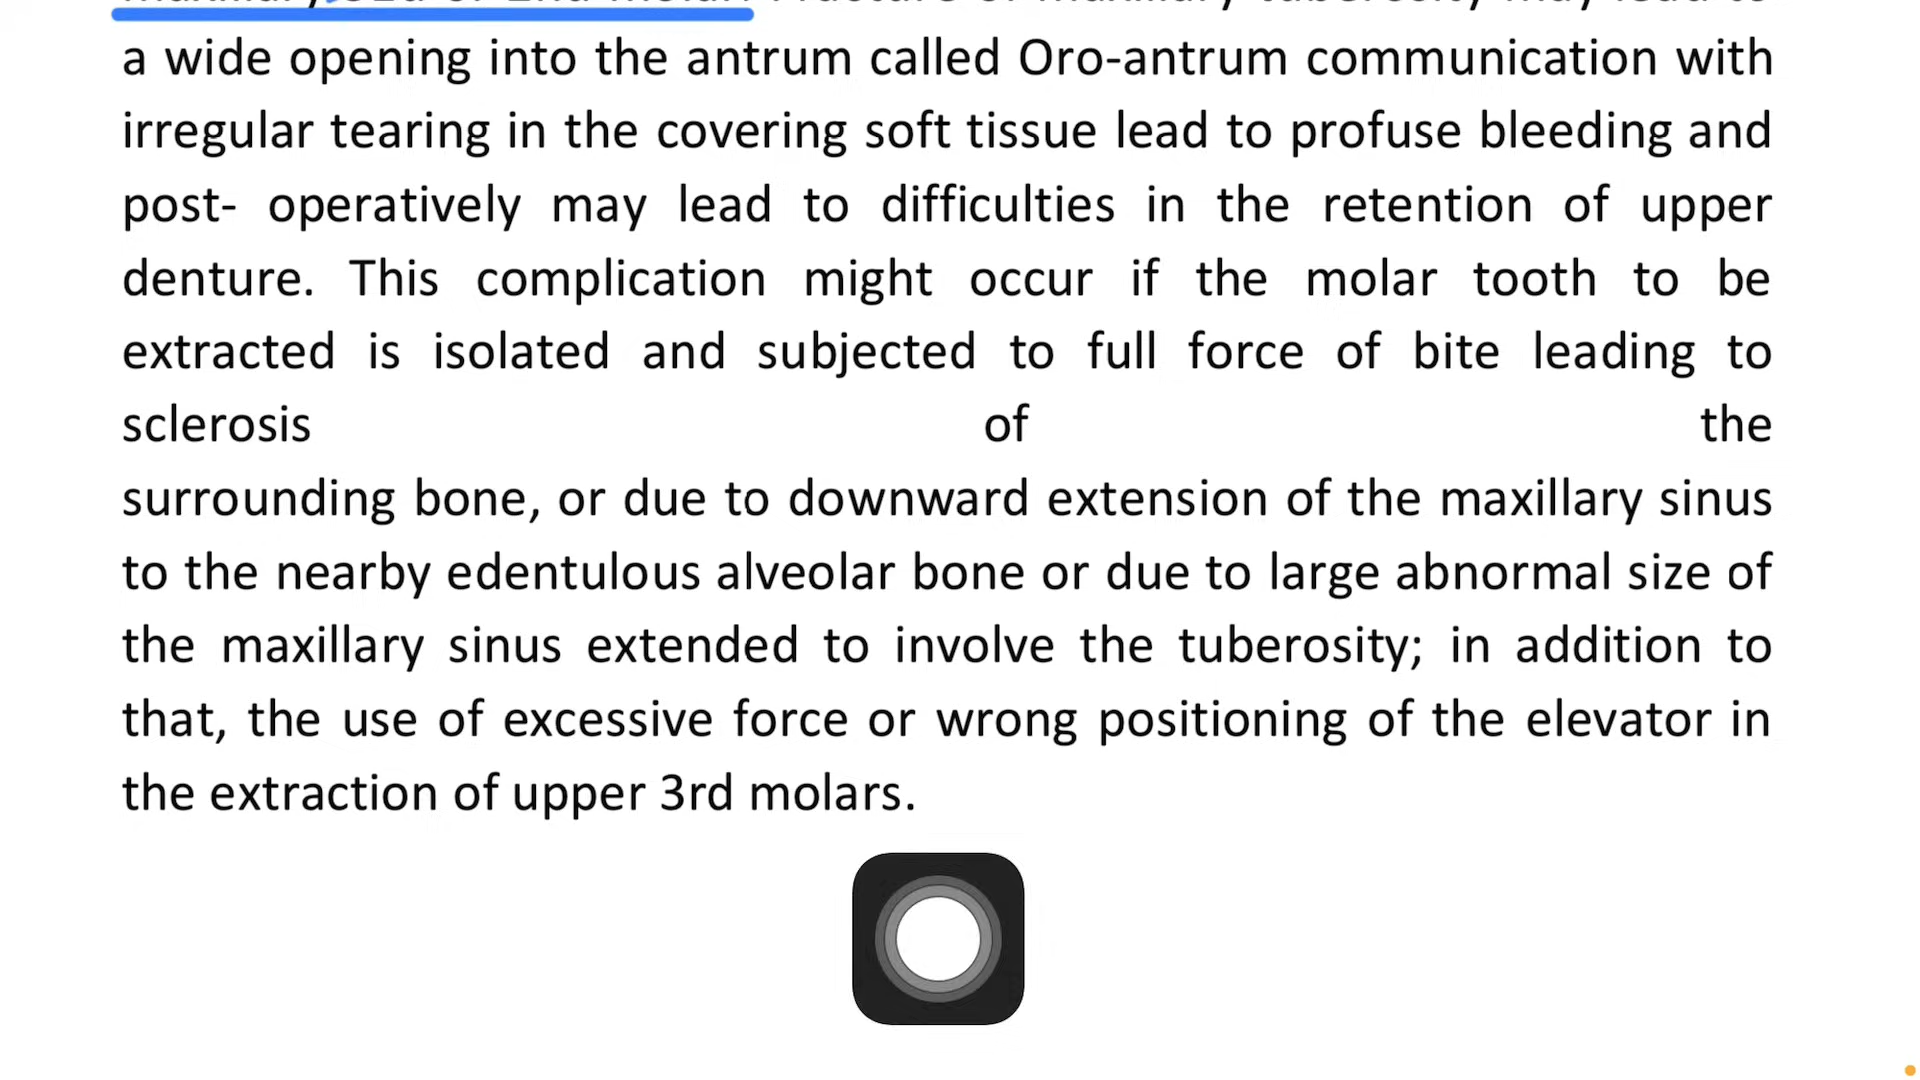 a wide opening into the antrum called Oro-antrum communication with
irregular tearing in the covering soft tissue lead to profuse bleeding and
post- operatively may lead to difficulties in the retention of upper
denture. This complication might occur if the molar tooth to be
extracted is isolated and subjected to full force of bite leading to
sclerosis of the
surrounding bone, or due to downward extension of the maxillary sinus
to the nearby edentulous alveolar bone or due to large abnormal size of
the maxillary sinus extended to involve the tuberosity; in addition to
that, the use of excessive force or wrong positioning of the elevator in
the extraction of upper 3rd molars.